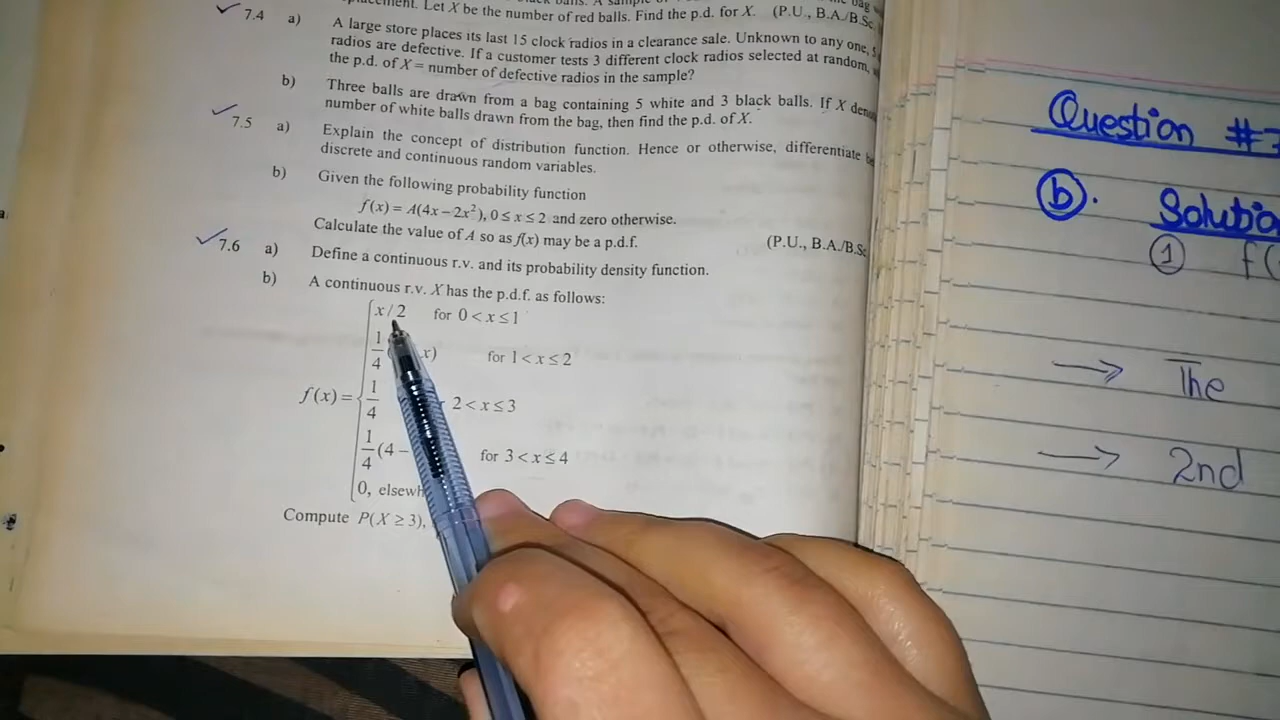 placement. Let X be the number of red balls. Find the p.d. for X. (P.U., B.A./B.Sc.
7.4 a) A large store places its last 15 clock radios in a clearance sale. Unknown to any one,
radios are defective. If a customer tests 3 different clock radios selected at random,
the p.d. of X = number of defective radios in the sample?
b) Three balls are drawn from a bag containing 5 white and 3 black balls. If X
number of white balls drawn from the bag, then find the p.d. of X.
7.5 a) Explain the concept of distribution function. Hence or otherwise, differentiate
discrete and continuous random variables.
b) Given the following probability function
f(x) = A(4x – 2x²), 0 ≤ x ≤ 2 and zero otherwise.
Calculate the value of A so as f(x) may be a p.d.f. (P.U., B.A./B.Sc
7.6 a) Define a continuous r.v. and its probability density function.
b) A continuous r.v. X has the p.d.f. as follows:
x/2 for 0 < x ≤ 1
1/4 x) for 1 < x ≤ 2
f(x) = 1/4 2 < x ≤ 3
1/4 (4 – for 3 < x ≤ 4
0, elsewh
Compute P(X ≥ 3),
Question #
b. Solutio
1 f(
→ The
→ 2nd